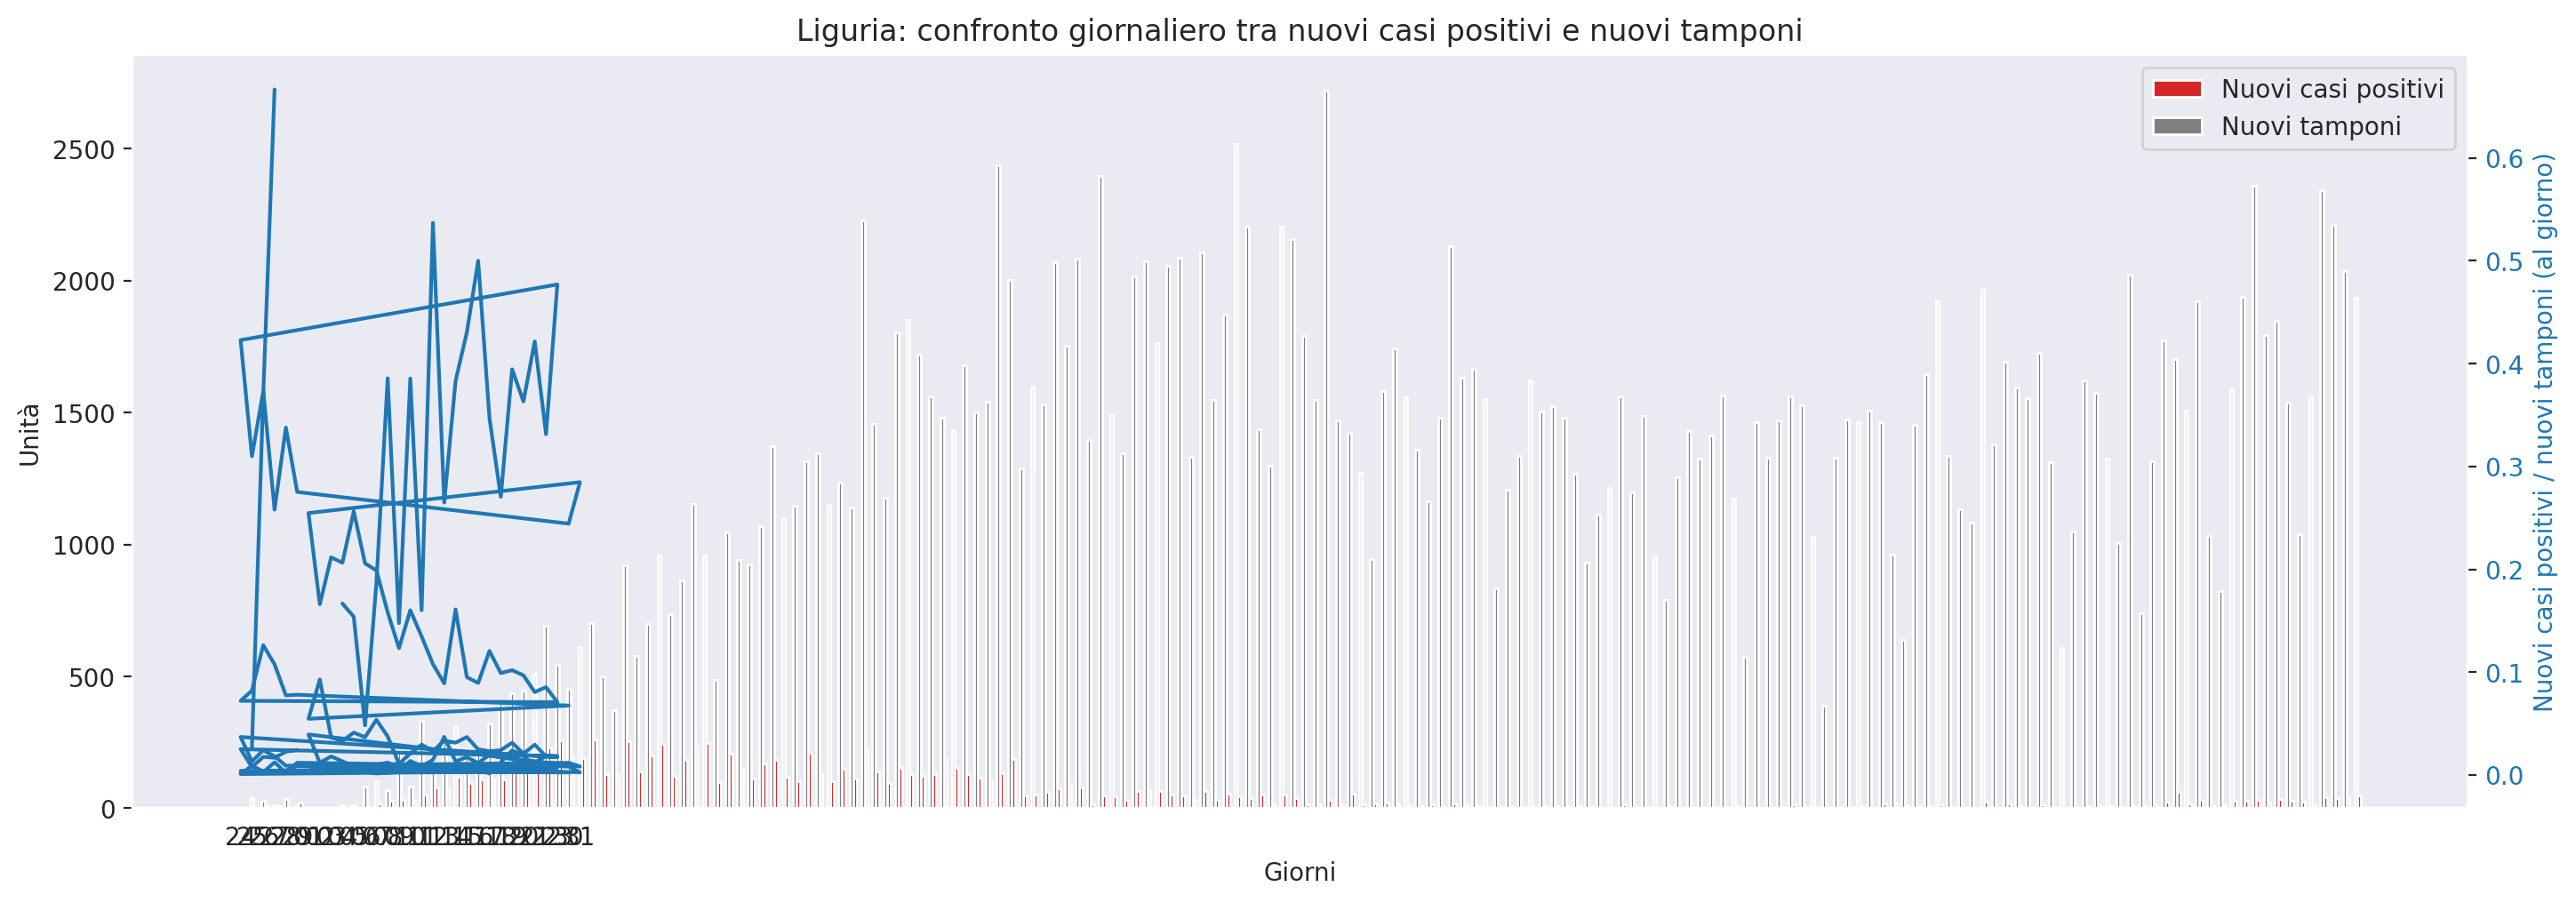 Liguria: confronto giornaliero tra nuovi casi positivi e nuovi tamponi
Nuovi casi positivi
Nuovi tamponi
Unità
2500
2000
1500
1000
500
0
0.6
0.5
0.4
0.3
0.2
0.1
0.0
Nuovi casi positivi / nuovi tamponi (al giorno)
Giorni